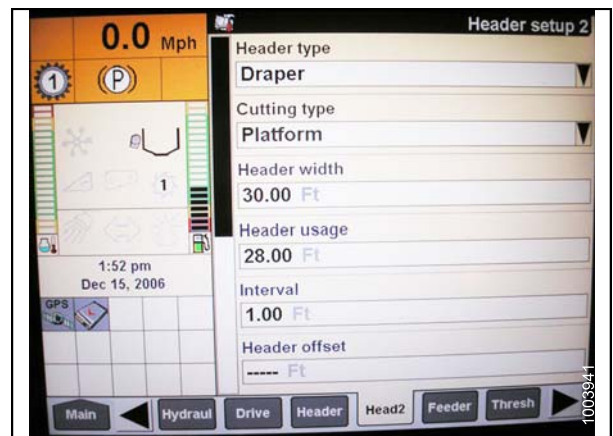 0.0 Mph
Header setup 2
1
(P)
1
1:52 pm
Dec 15, 2006
GPS
Header type
Draper
Cutting type
Platform
Header width
30.00 Ft
Header usage
28.00 Ft
Interval
1.00 Ft
Header offset
----- Ft
Main
Hydraul
Drive
Header
Head2
Feeder
Thresh
1003941